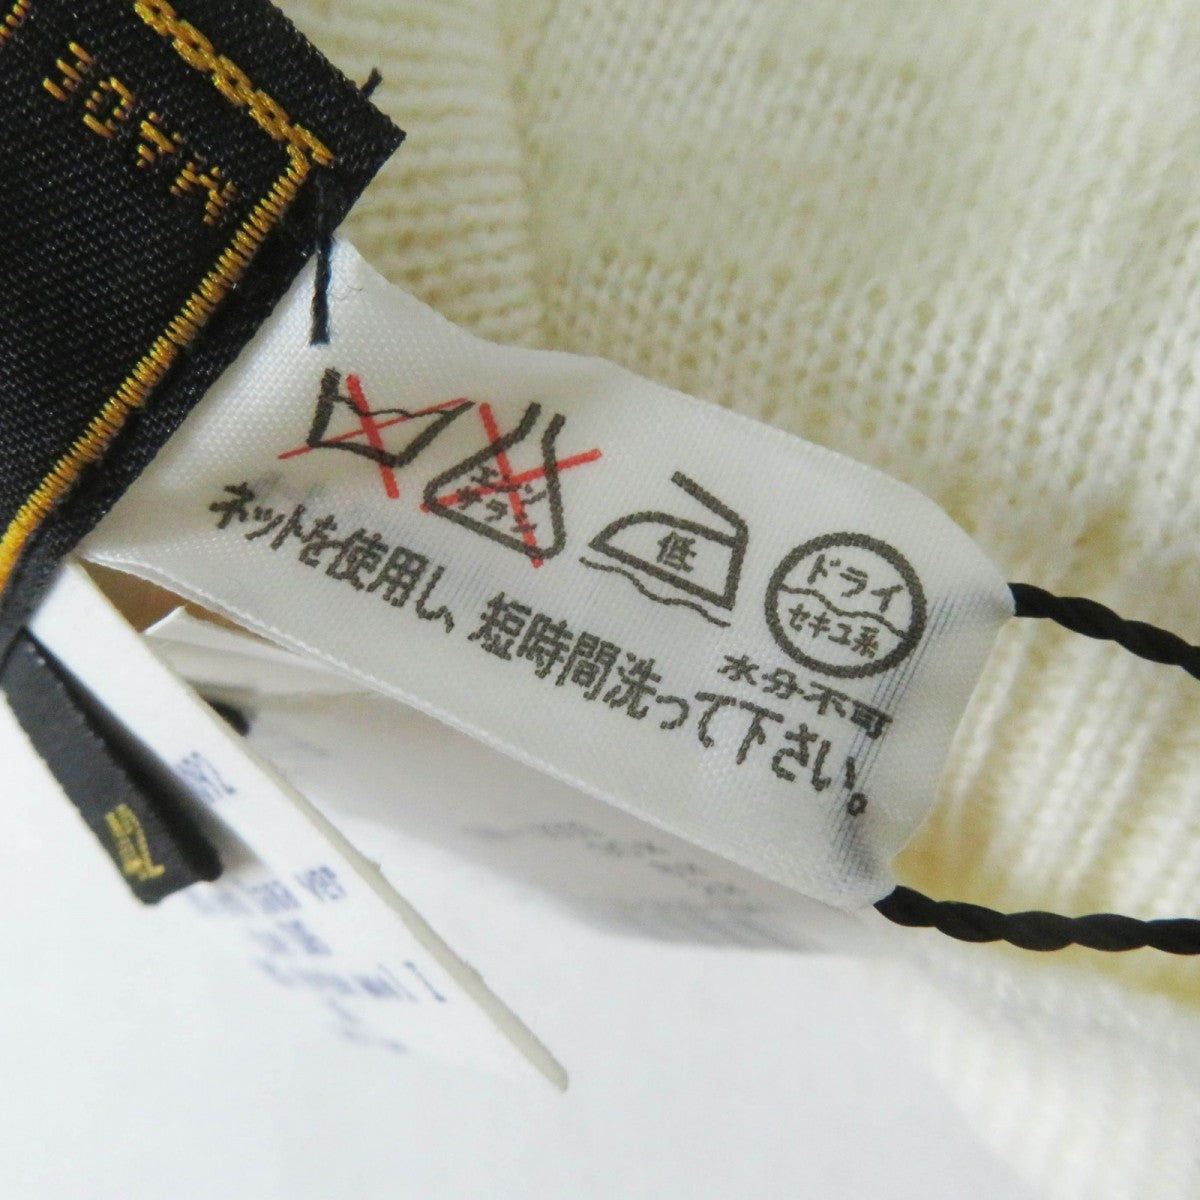 MADE
エンソ
サラシ
低
ドライ
セキユ系
水分不可
ネットを使用し、短時間洗って下さい。